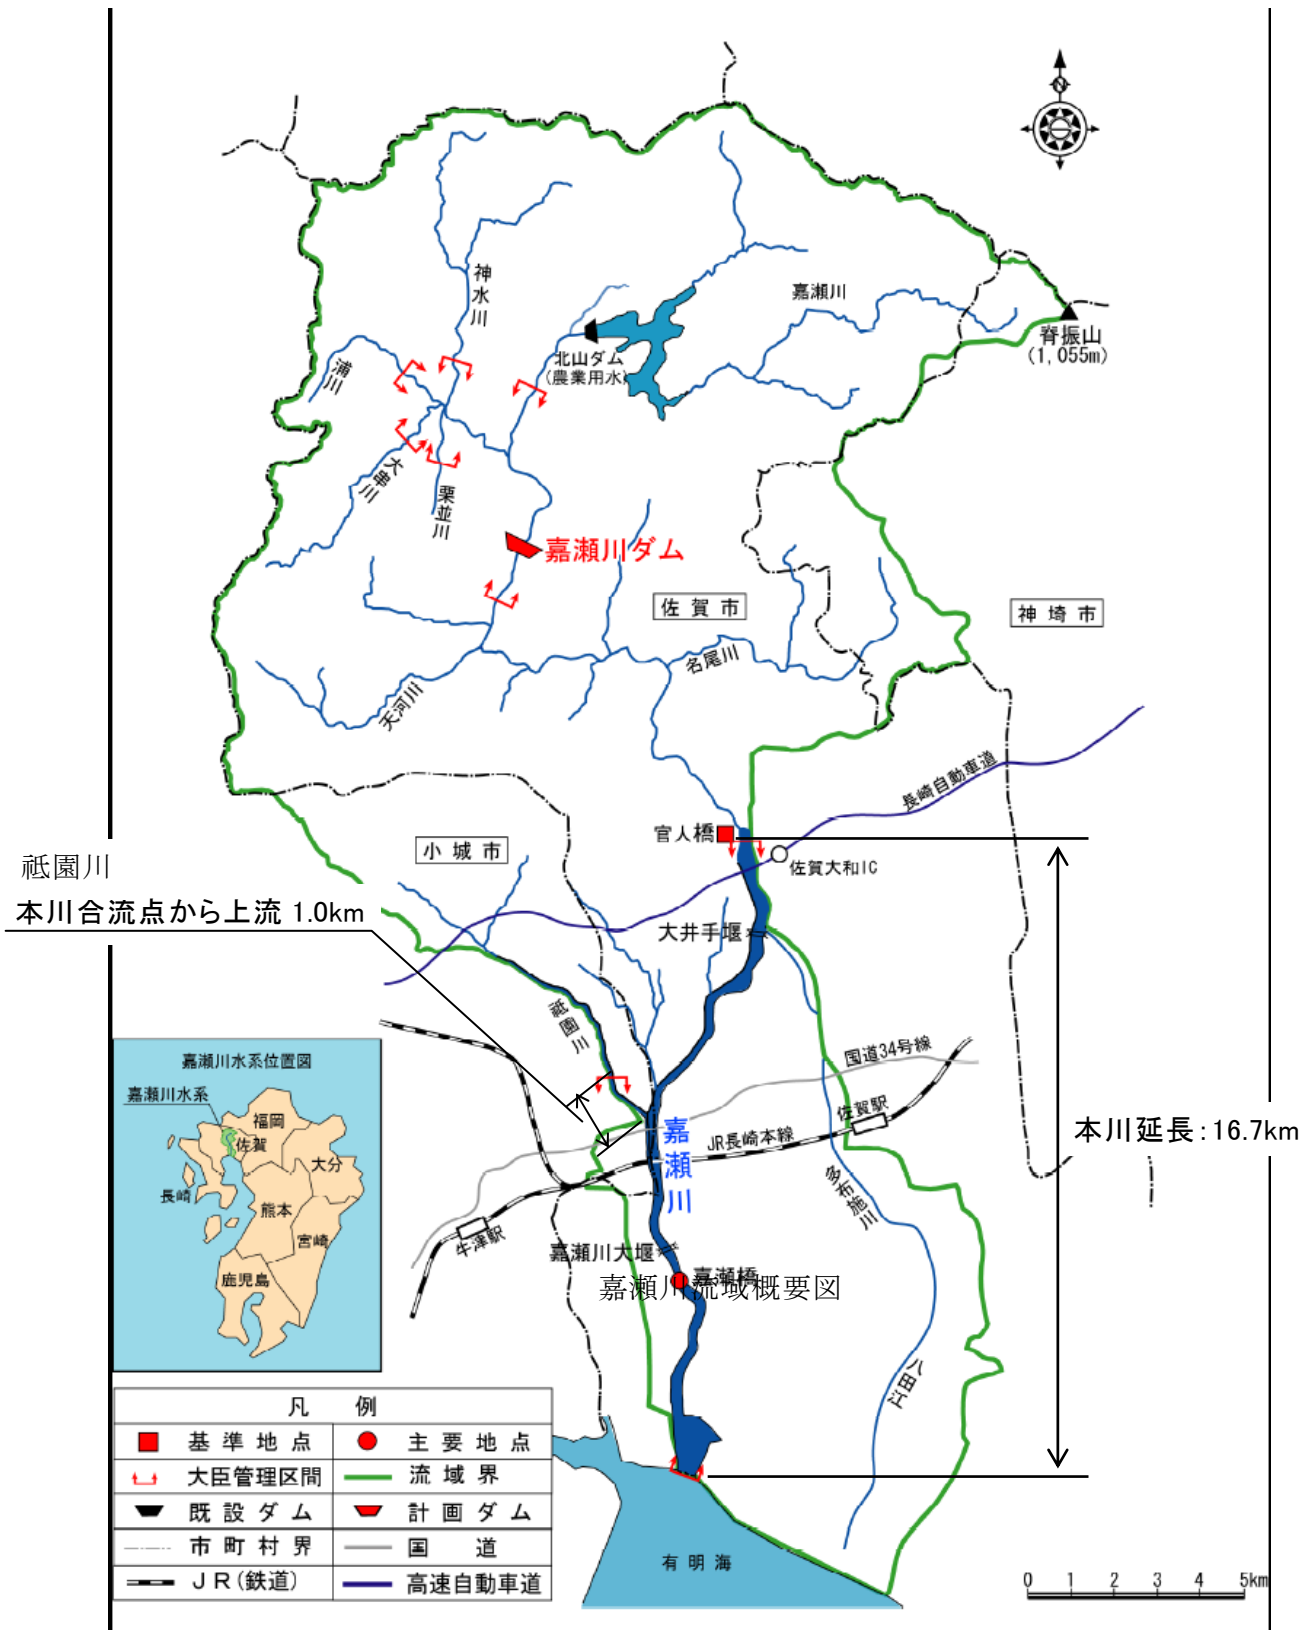 N
神水川
嘉瀬川
脊振山
(1,055m)
北山ダム
(農業用水)
浦川
大串川
栗並川
嘉瀬川ダム
佐賀市
神埼市
名尾川
天河川
長崎自動車道
官人橋
小城市
佐賀大和IC
祗園川
本川合流点から上流 1.0km
大井手堰
祗園川
国道34号線
佐賀駅
JR長崎本線
嘉瀬川
本川延長：16.7km
多布施川
牛津駅
嘉瀬川大堰
嘉瀬橋
嘉瀬川流域概要図
八田江
有明海
0 1 2 3 4 5km
嘉瀬川水系位置図
嘉瀬川水系
福岡
佐賀
大分
長崎
熊本
宮崎
鹿児島
凡 例
基準地点 主要地点
大臣管理区間 流域界
既設ダム 計画ダム
市町村界 国道
JR(鉄道) 高速自動車道